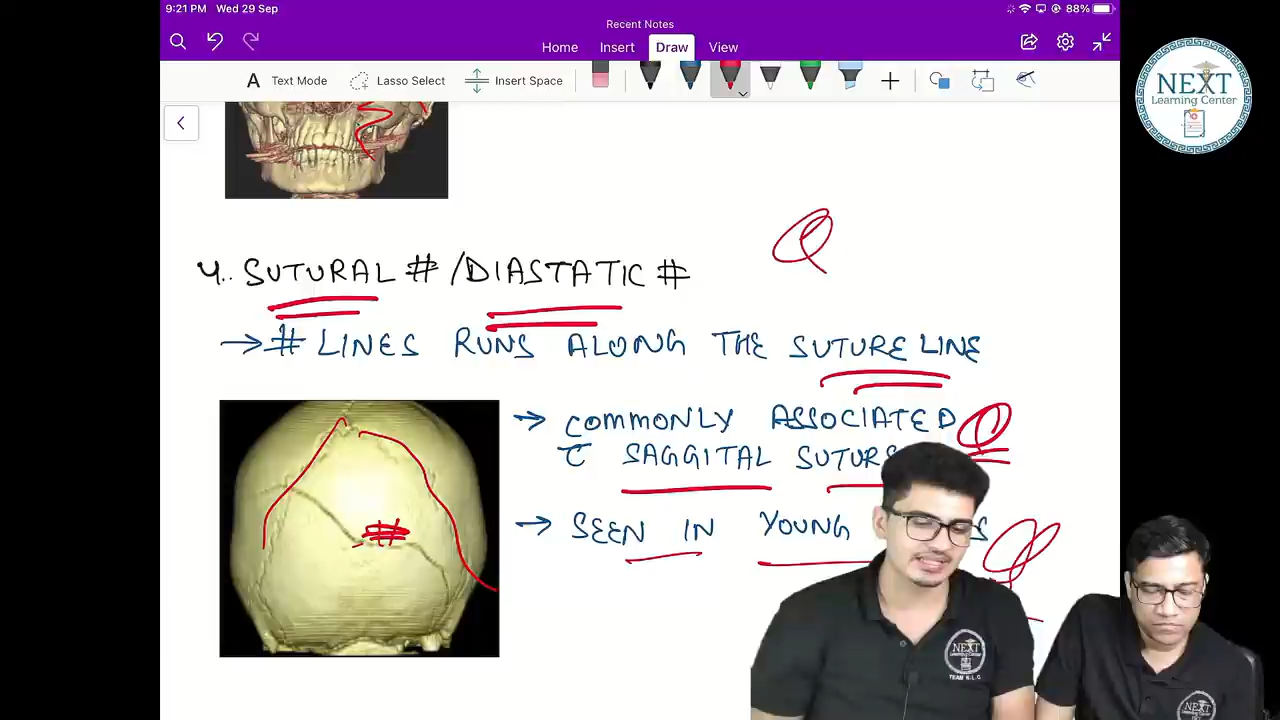 9:21 PM Wed 29 Sep
88%
Recent Notes
Home Insert Draw View
Text Mode
Lasso Select
Insert Space
NEXT
Learning Center
4.. SUTURAL # / DIASTATIC #
Q
→ # LINES RUNS ALONG THE SUTURE LINE
→ COMMONLY ASSOCIATED Q
SAGGITAL
#
→ SEEN IN YOUNG
NEXT
TEAM N.L.C
NEXT